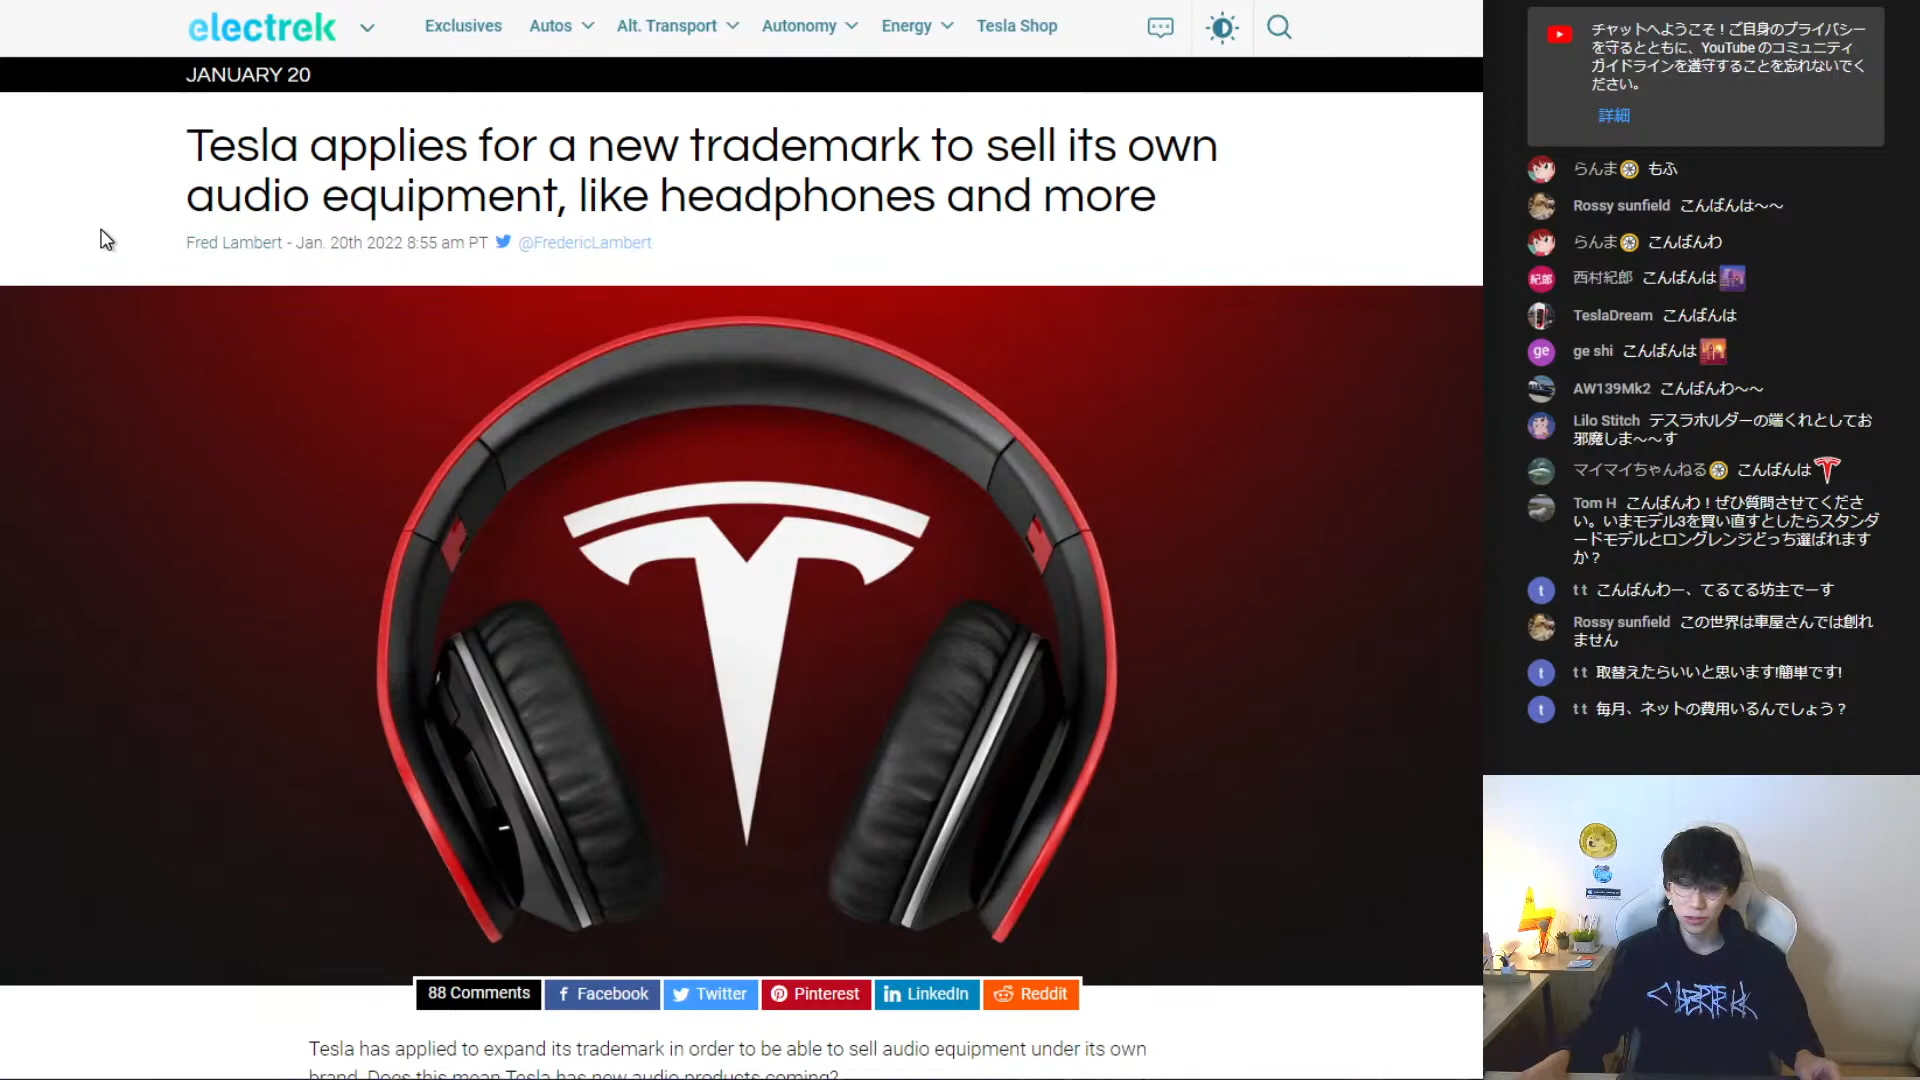 electrek
Exclusives Autos Alt. Transport Autonomy Energy Tesla Shop
JANUARY 20
Tesla applies for a new trademark to sell its own
audio equipment, like headphones and more
Fred Lambert - Jan. 20th 2022 8:55 am PT @FredericLambert
88 Comments Facebook Twitter Pinterest LinkedIn Reddit
Tesla has applied to expand its trademark in order to be able to sell audio equipment under its own
brand. Does this mean Tesla has new audio products coming?
チャットへようこそ！ご自身のプライバシー
を守るとともに、YouTube のコミュニティ
ガイドラインを遵守することを忘れないでく
ださい。
詳細
らんま もふ
Rossy sunfield こんばんは〜〜
らんま こんばんわ
紀郎 西村紀郎 こんばんは
TeslaDream こんばんは
ge ge shi こんばんは
AW139Mk2 こんばんわ〜〜
Lilo Stitch テスラホルダーの端くれとしてお
邪魔しま〜〜す
マイマイちゃんねる こんばんは
Tom H こんばんわ！ぜひ質問させてくださ
い。いまモデル3を買い直すとしたらスタンダ
ードモデルとロングレンジどっち選ばれます
か？
t t t こんばんわー、てるてる坊主でーす
Rossy sunfield この世界は車屋さんでは創れ
ません
t t t 取替えたらいいと思います!簡単です!
t t t 毎月、ネットの費用いるんでしょう？